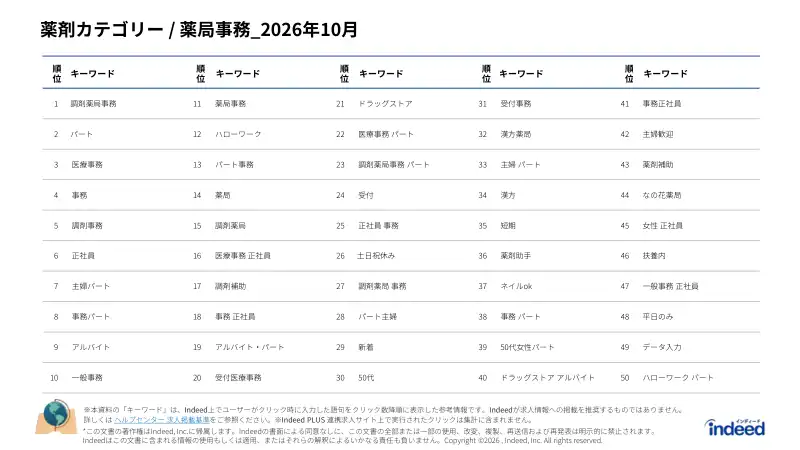 薬剤カテゴリー / 薬局事務_2026年10月
順位 キーワード 順位 キーワード 順位 キーワード 順位 キーワード 順位 キーワード
1 調剤薬局事務 11 薬局事務 21 ドラッグストア 31 受付事務 41 事務正社員
2 パート 12 ハローワーク 22 医療事務 パート 32 漢方薬局 42 主婦歓迎
3 医療事務 13 パート事務 23 調剤薬局事務 パート 33 主婦 パート 43 薬剤補助
4 事務 14 薬局 24 受付 34 漢方 44 なの花薬局
5 調剤事務 15 調剤薬局 25 正社員 事務 35 短期 45 女性 正社員
6 正社員 16 医療事務 正社員 26 土日祝休み 36 薬剤助手 46 扶養内
7 主婦パート 17 調剤補助 27 調剤薬局 事務 37 ネイルok 47 一般事務 正社員
8 事務パート 18 事務 正社員 28 パート主婦 38 事務 パート 48 平日のみ
9 アルバイト 19 アルバイト・パート 29 新着 39 50代女性パート 49 データ入力
10 一般事務 20 受付医療事務 30 50代 40 ドラッグストア アルバイト 50 ハローワーク パート
※本資料の「キーワード」は、Indeed上でユーザーがクリック時に入力した語句をクリック数降順に表示した参考情報です。Indeedが求人情報への掲載を推奨するものではありません。
詳しくは ヘルプセンター 求人掲載基準をご参照ください。※Indeed PLUS 連携求人サイト上で実行されたクリックは集計に含まれません。
*この文書の著作権はIndeed, Inc.に帰属します。Indeedの書面による同意なしに、この文書の全部または一部の使用、改変、複製、再送信および再発表は明示的に禁止されます。
Indeedはこの文書に含まれる情報の使用もしくは適用、またはそれらの解釈によるいかなる責任も負いません。Copyright ©2026 , Indeed, Inc. All rights reserved.
インディード
indeed